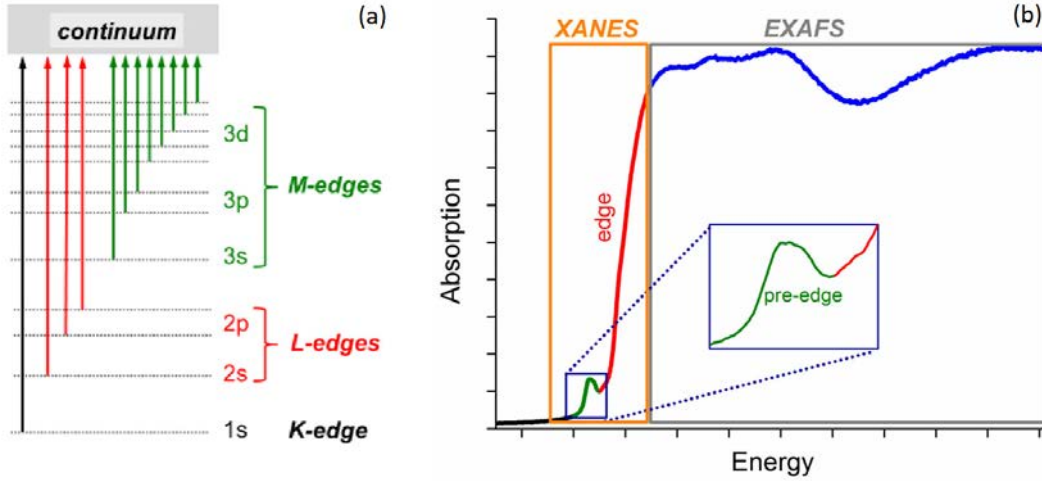 (a)
continuum
3d
M-edges
3p
3s
2p
L-edges
2s
1s
K-edge
(b)
XANES
EXAFS
Absorption
edge
pre-edge
Energy